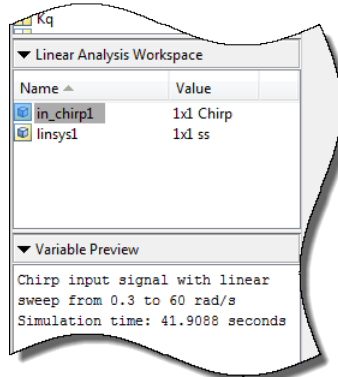 Kq
Linear Analysis Workspace
Name Value
in_chirp1 1x1 Chirp
linsys1 1x1 ss
Variable Preview
Chirp input signal with linear
sweep from 0.3 to 60 rad/s
Simulation time: 41.9088 seconds